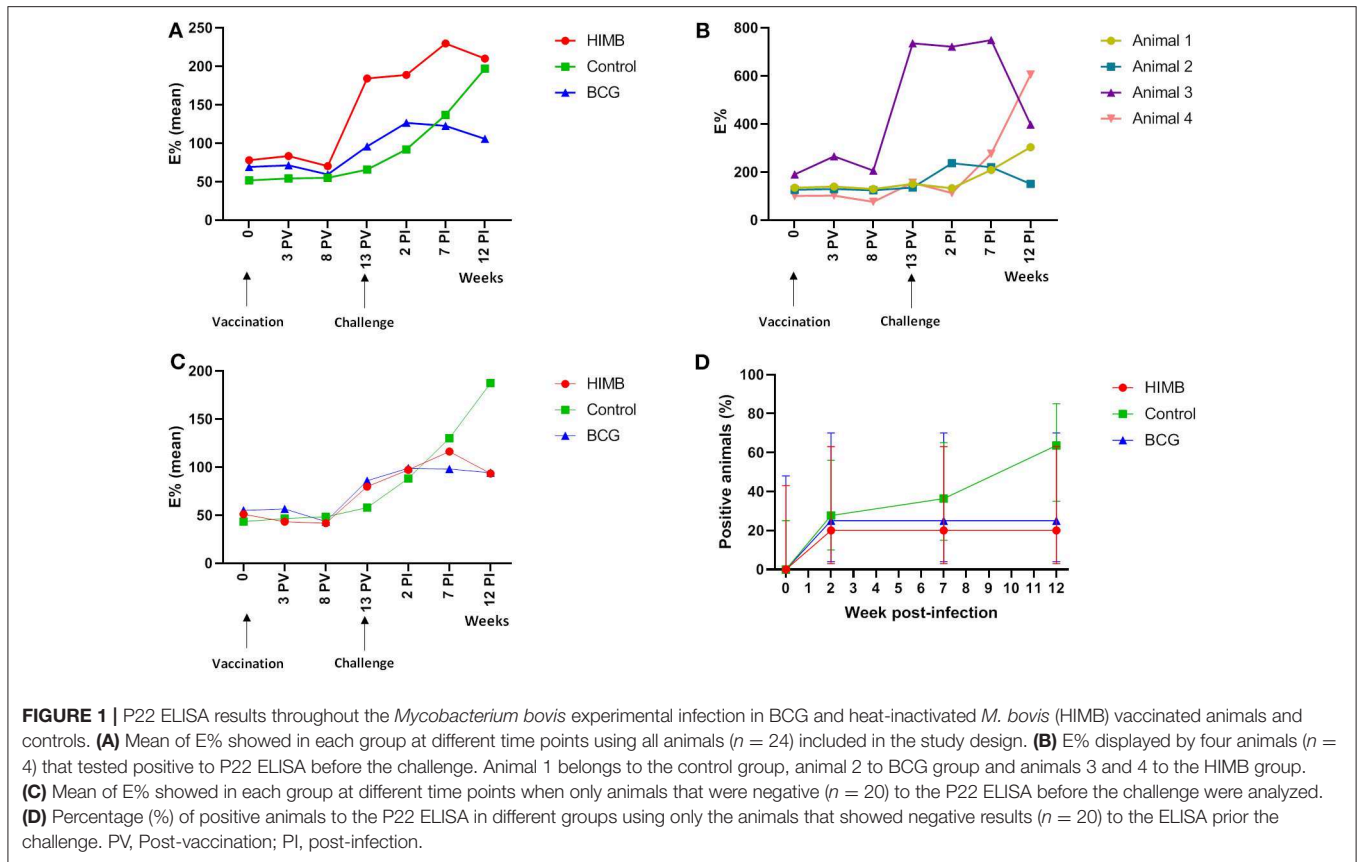 A
250
200
150
100
50
0
E% (mean)
0
3 PV
8 PV
13 PV
2 PI
7 PI
12 PI
Weeks
Vaccination
Challenge
HIMB
Control
BCG
B
800
600
400
200
0
E%
0
3 PV
8 PV
13 PV
2 PI
7 PI
12 PI
Weeks
Vaccination
Challenge
Animal 1
Animal 2
Animal 3
Animal 4
C
200
150
100
50
0
E% (mean)
0
3 PV
8 PV
13 PV
2 PI
7 PI
12 PI
Weeks
Vaccination
Challenge
HIMB
Control
BCG
D
100
80
60
40
20
0
Positive animals (%)
0 1 2 3 4 5 6 7 8 9 10 11 12
Week post-infection
HIMB
Control
BCG
FIGURE 1 | P22 ELISA results throughout the Mycobacterium bovis experimental infection in BCG and heat-inactivated M. bovis (HIMB) vaccinated animals and
controls. (A) Mean of E% showed in each group at different time points using all animals (n = 24) included in the study design. (B) E% displayed by four animals (n =
4) that tested positive to P22 ELISA before the challenge. Animal 1 belongs to the control group, animal 2 to BCG group and animals 3 and 4 to the HIMB group.
(C) Mean of E% showed in each group at different time points when only animals that were negative (n = 20) to the P22 ELISA before the challenge were analyzed.
(D) Percentage (%) of positive animals to the P22 ELISA in different groups using only the animals that showed negative results (n = 20) to the ELISA prior the
challenge. PV, Post-vaccination; PI, post-infection.